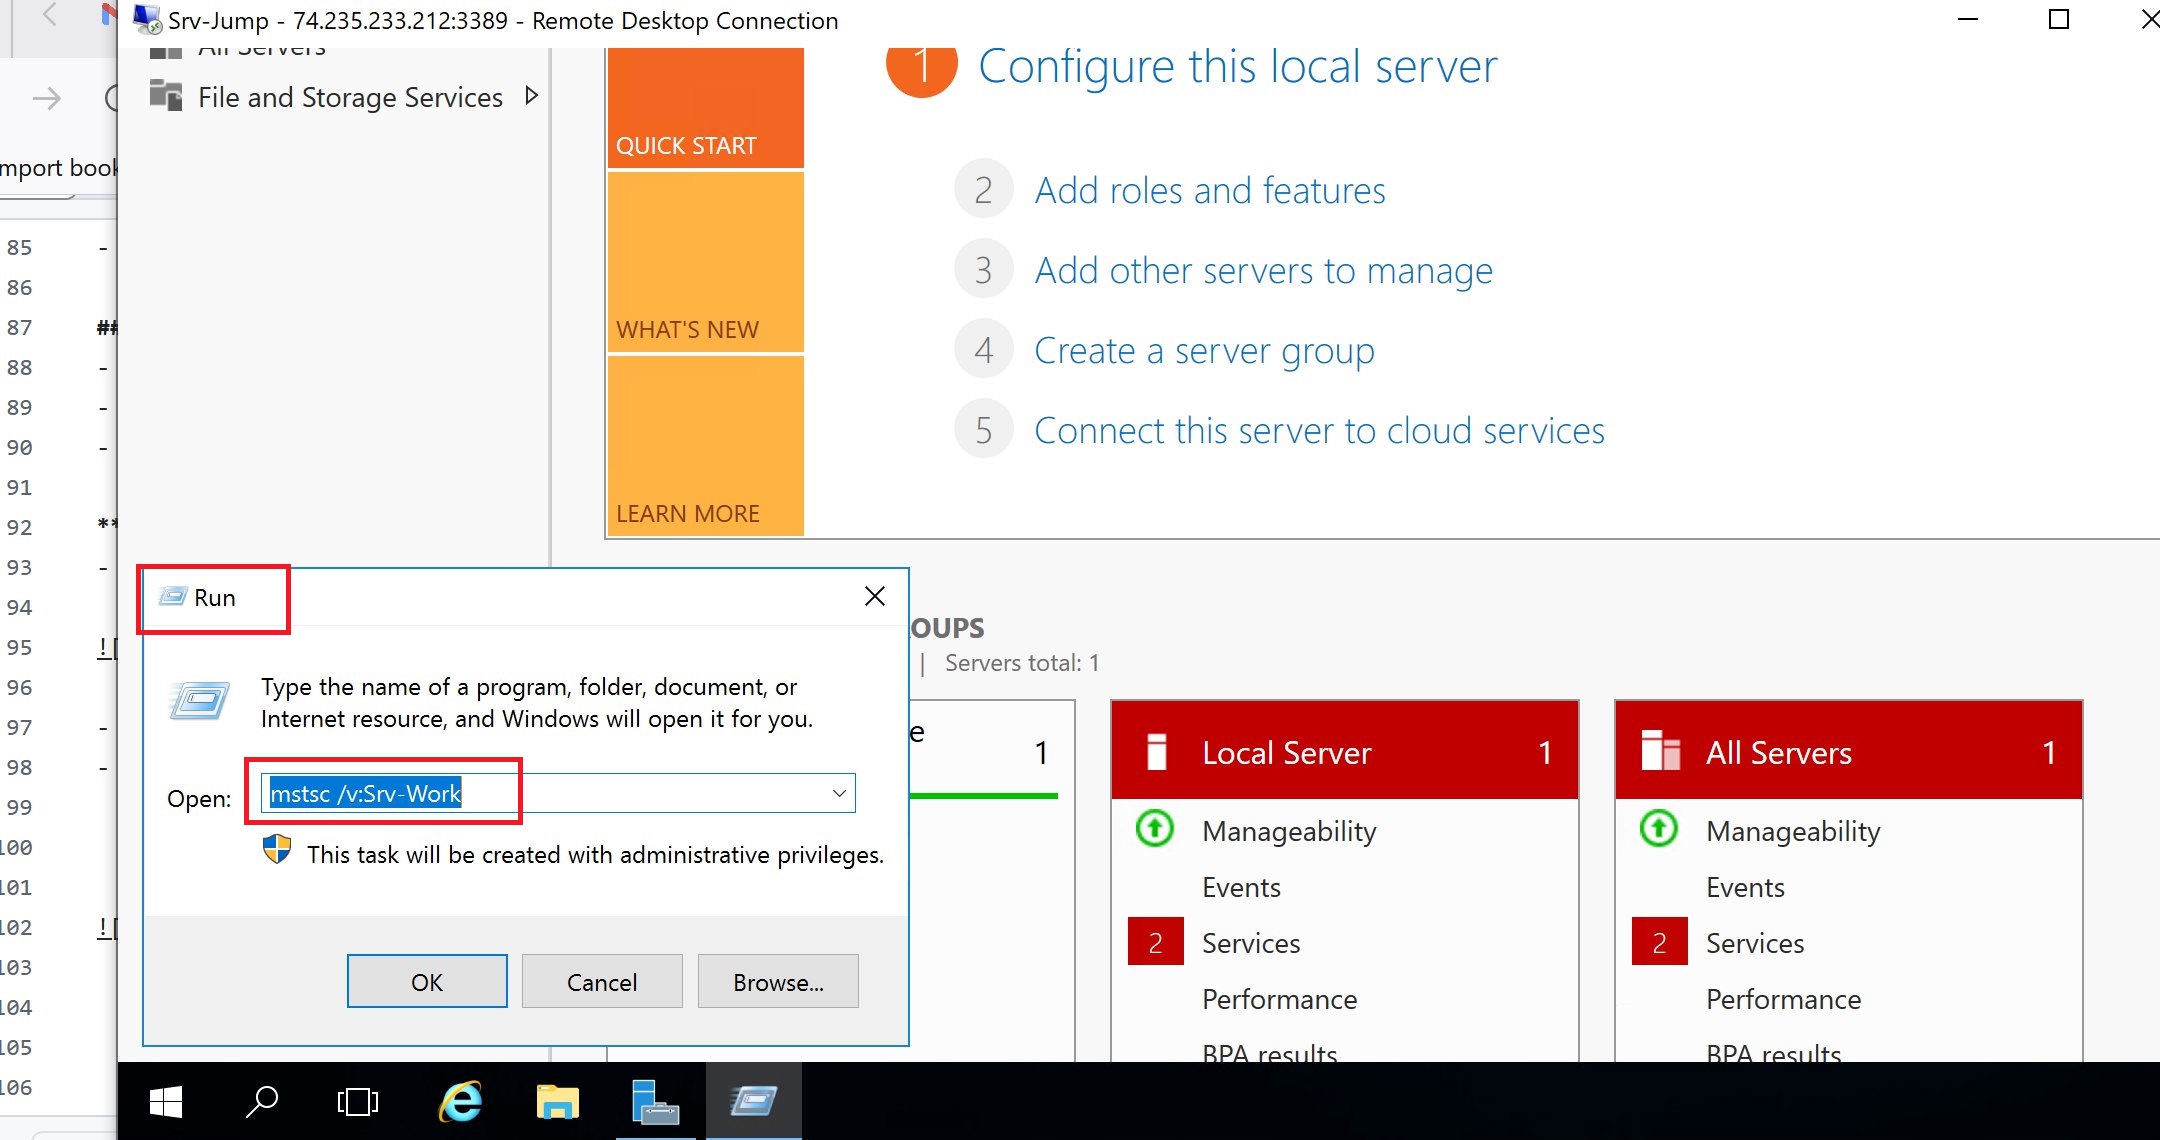 Srv-Jump - 74.235.233.212:3389 - Remote Desktop Connection
All Servers
File and Storage Services
mport book
85 -
86
87 ##
88 -
89 -
90 -
91
92 **
93 -
94
95 ![
96
97 -
98 -
99
100
101
102 ![
103
104
105
106
QUICK START
WHAT'S NEW
LEARN MORE
1 Configure this local server
2 Add roles and features
3 Add other servers to manage
4 Create a server group
5 Connect this server to cloud services
OUPS
| Servers total: 1
e 1
Local Server 1
Manageability
Events
2 Services
Performance
BPA results
All Servers 1
Manageability
Events
2 Services
Performance
BPA results
Run
Type the name of a program, folder, document, or
Internet resource, and Windows will open it for you.
Open: mstsc /v:Srv-Work
This task will be created with administrative privileges.
OK Cancel Browse...